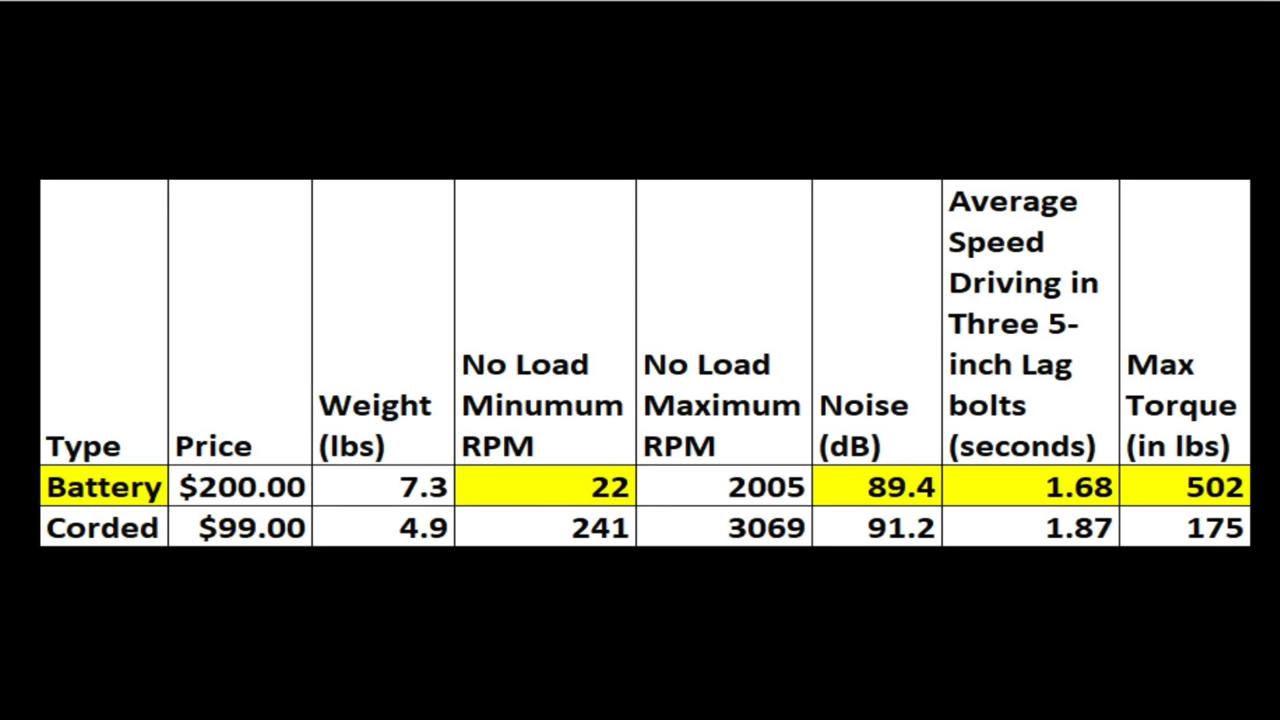 Type Price Weight (lbs) No Load Minumum RPM No Load Maximum RPM Noise (dB) Average Speed Driving in Three 5-inch Lag bolts (seconds) Max Torque (in lbs)
Battery $200.00 7.3 22 2005 89.4 1.68 502
Corded $99.00 4.9 241 3069 91.2 1.87 175